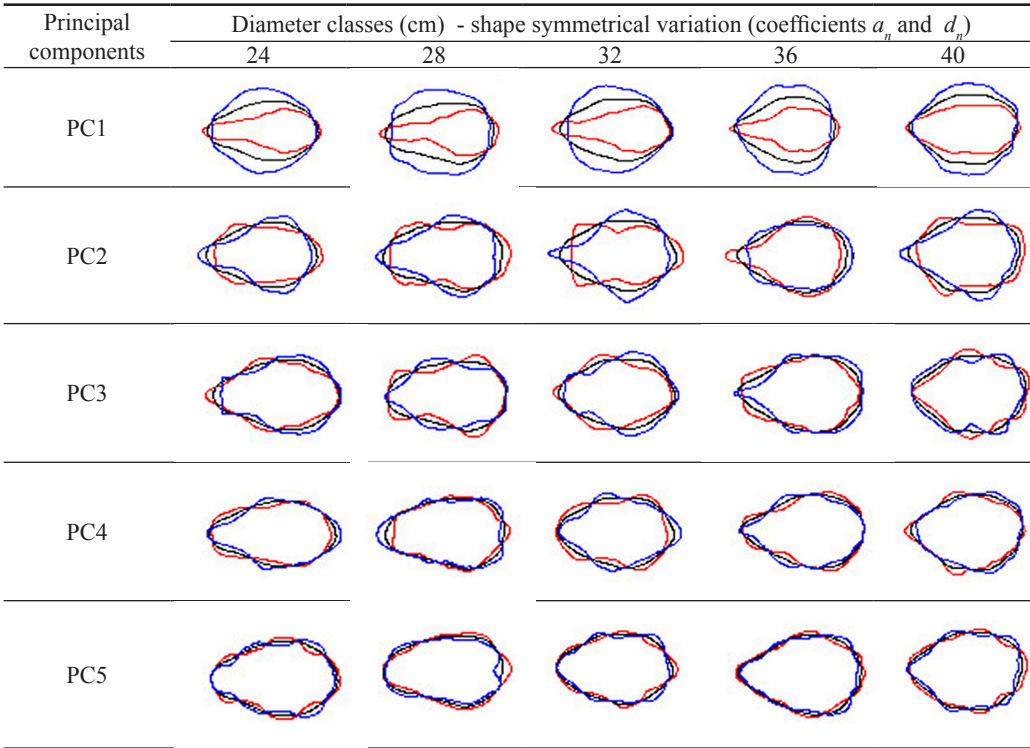 Principal components
Diameter classes (cm) - shape symmetrical variation (coefficients aₙ and dₙ)
24 28 32 36 40
PC1
PC2
PC3
PC4
PC5